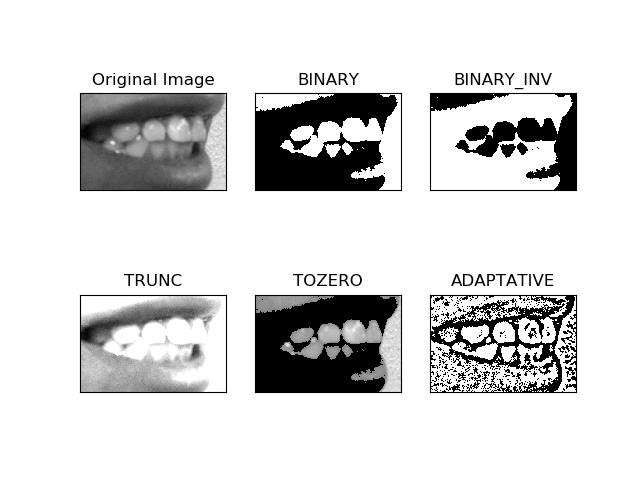 Original Image
BINARY
BINARY_INV
TRUNC
TOZERO
ADAPTATIVE